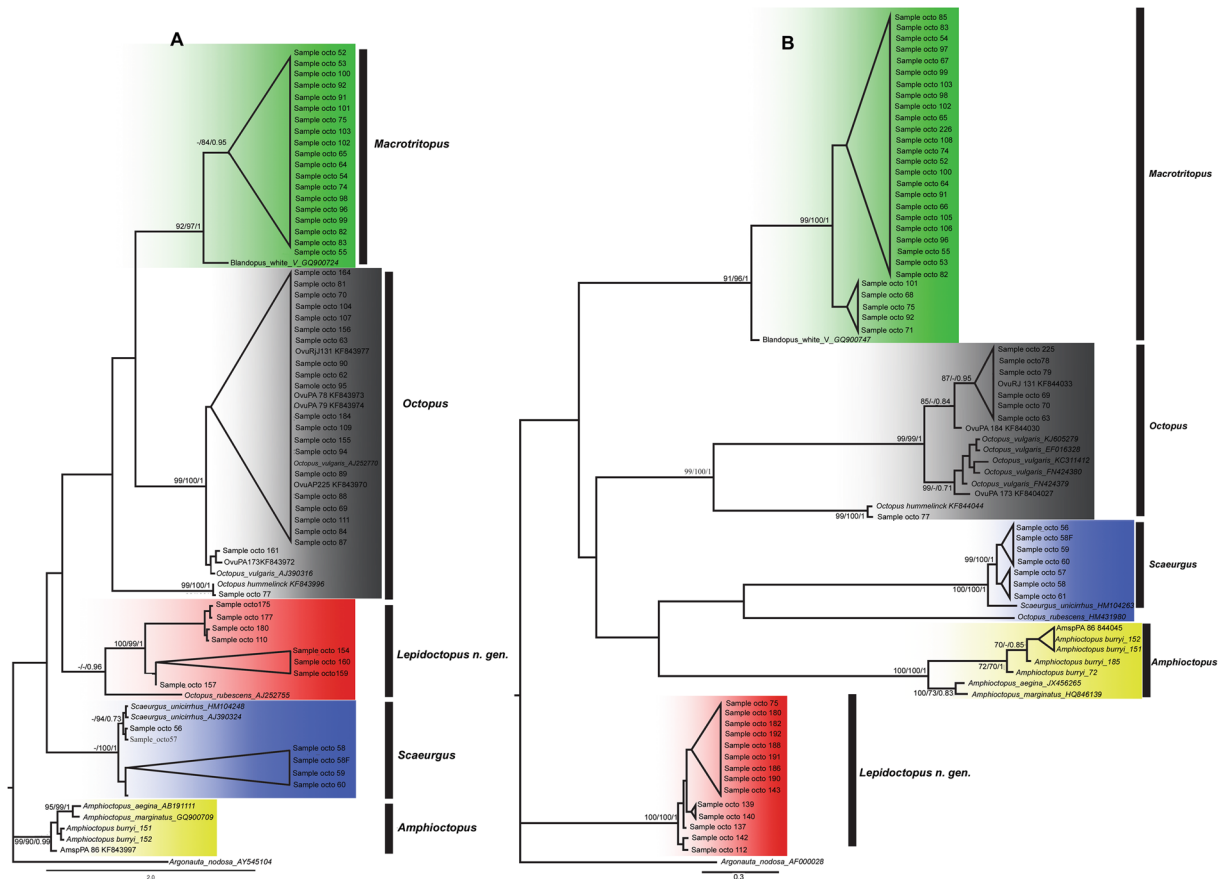 A
Sample octo 52
Sample octo 53
Sample octo 100
Sample octo 92
Sample octo 91
Sample octo 101
Sample octo 75
Sample octo 103
-/84/0.95
Sample octo 102
Macrotritopus
Sample octo 65
Sample octo 64
Sample octo 54
Sample octo 74
Sample octo 98
Sample octo 96
Sample octo 99
92/97/1
Sample octo 82
Sample octo 83
Sample octo 55
Blandopus_white_V_GQ900724
Sample octo 164
Sample octo 81
Sample octo 70
Sample octo 104
Sample octo 107
Sample octo 156
Sample octo 63
OvuRjJ131 KF843977
Sample octo 90
Sample octo 62
Samole octo 95
OvuPA 78 KF843973
OvuPA 79 KF843974
Octopus
Sample octo 184
Sample octo 109
Sample octo 155
Sample octo 94
Octopus_vulgaris_AJ252770
Sample octo 89
99/100/1
OvuAP225 KF843970
Sample octo 88
Sample octo 69
Sample octo 111
Sample octo 84
Sample octo 87
Sample octo 161
OvuPA173KF843972
Octopus_vulgaris_AJ390316
99/100/1
Octopus hummelinck KF843996
Sample octo 77
Sample octo175
Sample octo 177
Sample octo 180
Sample octo 110
100/99/1
Sample octo 154
Sample octo 160
Lepidoctopus n. gen.
-/-/0.96
Sample octo159
Sample octo 157
Octopus_rubescens_AJ252755
-/94/0.73
Scaeurgus_unicirrhus_HM104248
Scaeurgus_unicirrhus_AJ390324
Sample octo 56
Sample_octo57
-/100/1
Sample octo 58
Sample octo 58F
Scaeurgus
Sample octo 59
Sample octo 60
95/99/1
Amphioctopus_aegina_AB191111
Amphioctopus_marginatus_GQ900709
Amphioctopus burryi_151
Amphioctopus
Amphioctopus burryi_152
99/90/0.99
AmspPA 86 KF843997
Argonauta_nodosa_AY545104
2.0
B
Sample octo 85
Sample octo 83
Sample octo 54
Sample octo 97
Sample octo 67
Sample octo 99
Sample octo 103
Sample octo 98
Sample octo 102
Sample octo 65
Sample octo 226
Sample octo 108
Sample octo 74
Sample octo 52
Sample octo 100
Macrotritopus
Sample octo 64
Sample octo 91
Sample octo 66
Sample octo 105
Sample octo 106
99/100/1
Sample octo 96
Sample octo 55
Sample octo 53
Sample octo 82
91/96/1
Sample octo 101
Sample octo 68
Sample octo 75
Sample octo 92
Sample octo 71
Blandopus_white_V_GQ900747
Sample octo 225
Sample octo78
Sample octo 79
87/-/0.95
OvuRJ 131 KF844033
Sample octo 69
85/-/0.84
Sample octo 70
Sample octo 63
OvuPA 184 KF844030
Octopus
99/99/1
Octopus_vulgaris_KJ605279
Octopus_vulgaris_EF016328
Octopus_vulgaris_KC311412
99/100/1
Octopus_vulgaris_FN424380
Octopus_vulgaris_FN424379
99/-/0.71
OvuPA 173 KF8404027
Octopus hummelinck KF844044
99/100/1
Sample octo 77
Sample octo 56
Sample octo 58F
Sample octo 59
99/100/1
Sample octo 60
Scaeurgus
Sample octo 57
Sample octo 58
100/100/1
Sample octo 61
Scaeurgus_unicirrhus_HM104263
Octopus_rubescens_HM431980
AmspPA 86 844045
Amphioctopus burryi_152
70/-/0.85
Amphioctopus burryi_151
72/70/1
Amphioctopus burryi_185
Amphioctopus
Amphioctopus burryi_72
100/100/1
Amphioctopus_aegina_JX456265
100/73/0.83
Amphioctopus_marginatus_HQ846139
Sample octo 75
Sample octo 180
Sample octo 182
Sample octo 192
Sample octo 188
Sample octo 191
Sample octo 186
Lepidoctopus n. gen.
Sample octo 190
Sample octo 143
Sample octo 139
Sample octo 140
100/100/1
Sample octo 137
Sample octo 142
Sample octo 112
Argonauta_nodosa_AF000028
0.3